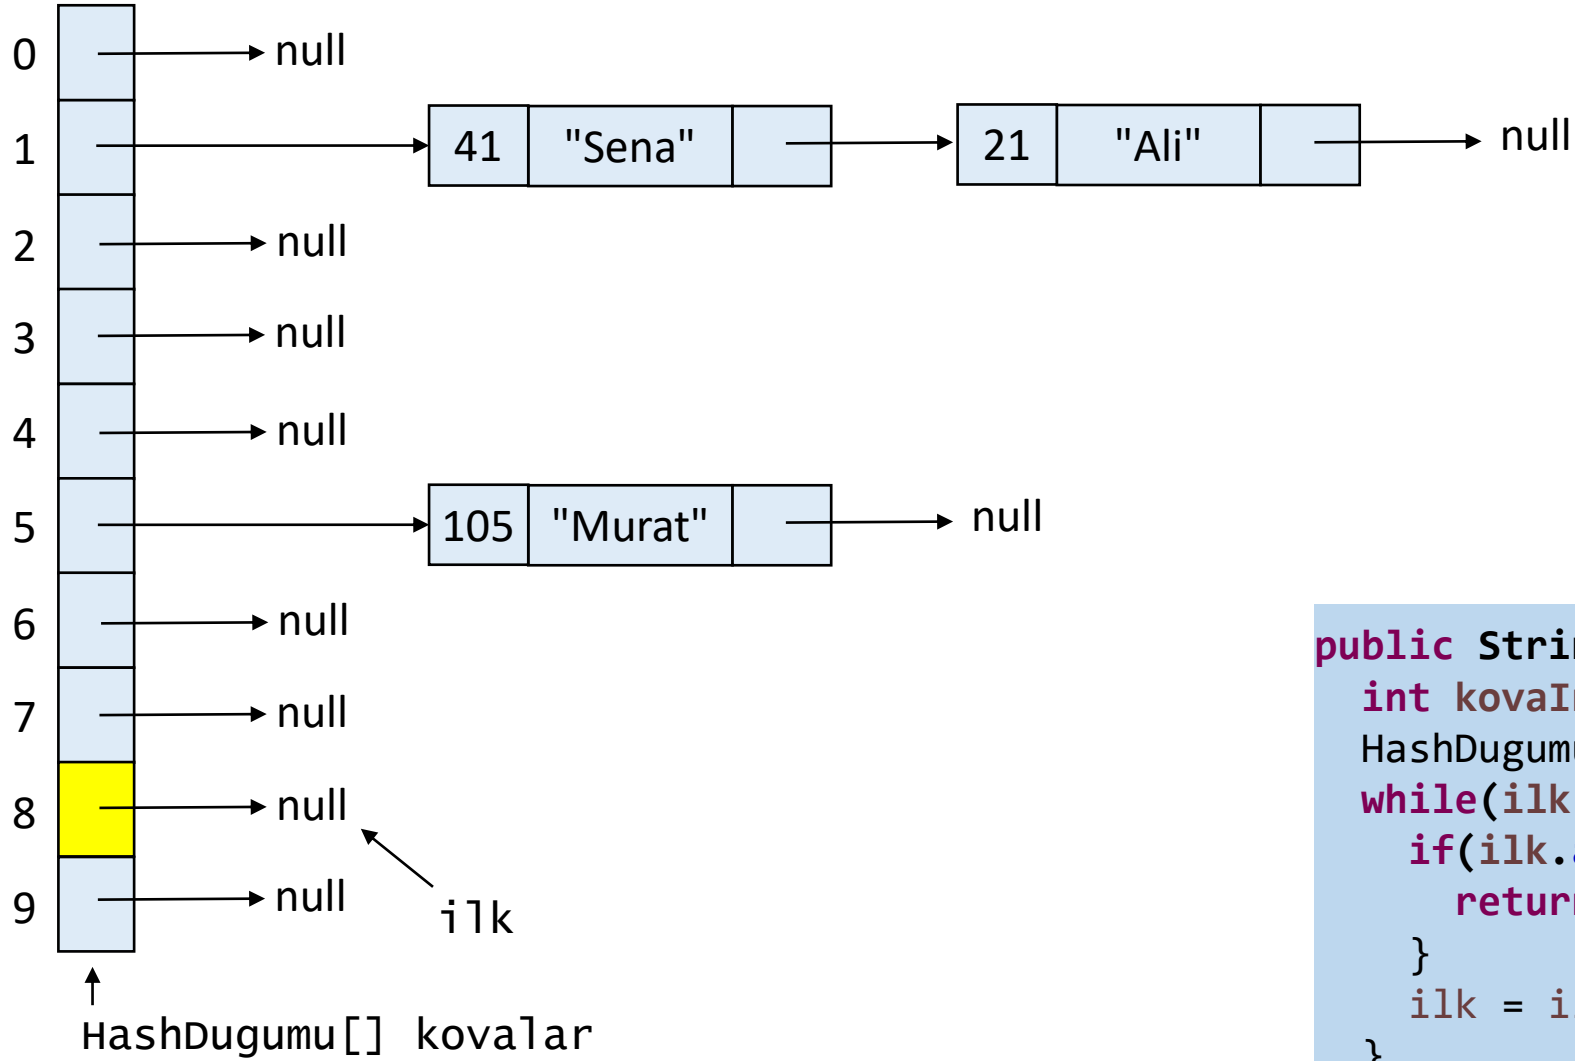 0 null
1 41 "Sena" 21 "Ali" null
2 null
3 null
4 null
5 105 "Murat" null
6 null
7 null
8 null
9 null
ilk
HashDugumu[] kovalar
public
int
while(ilk
if(ilk.
}
ilk =
}